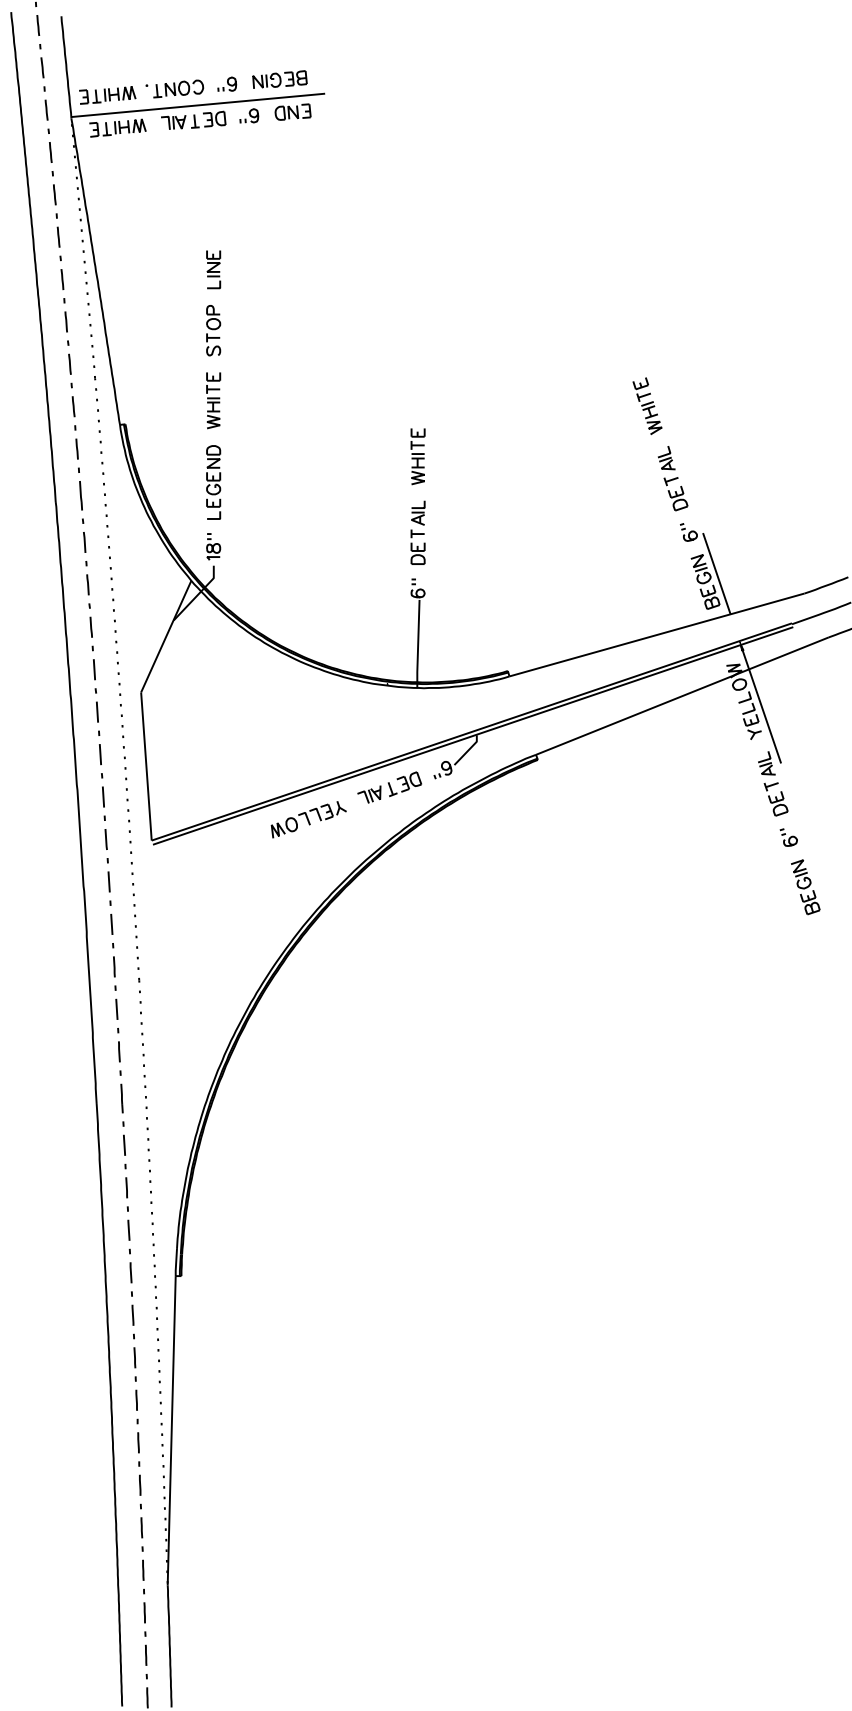 BEGIN 6" CONT. WHITE
END 6" DETAIL WHITE
18" LEGEND WHITE STOP LINE
6" DETAIL WHITE
BEGIN 6" DETAIL WHITE
6" DETAIL YELLOW
BEGIN 6" DETAIL YELLOW